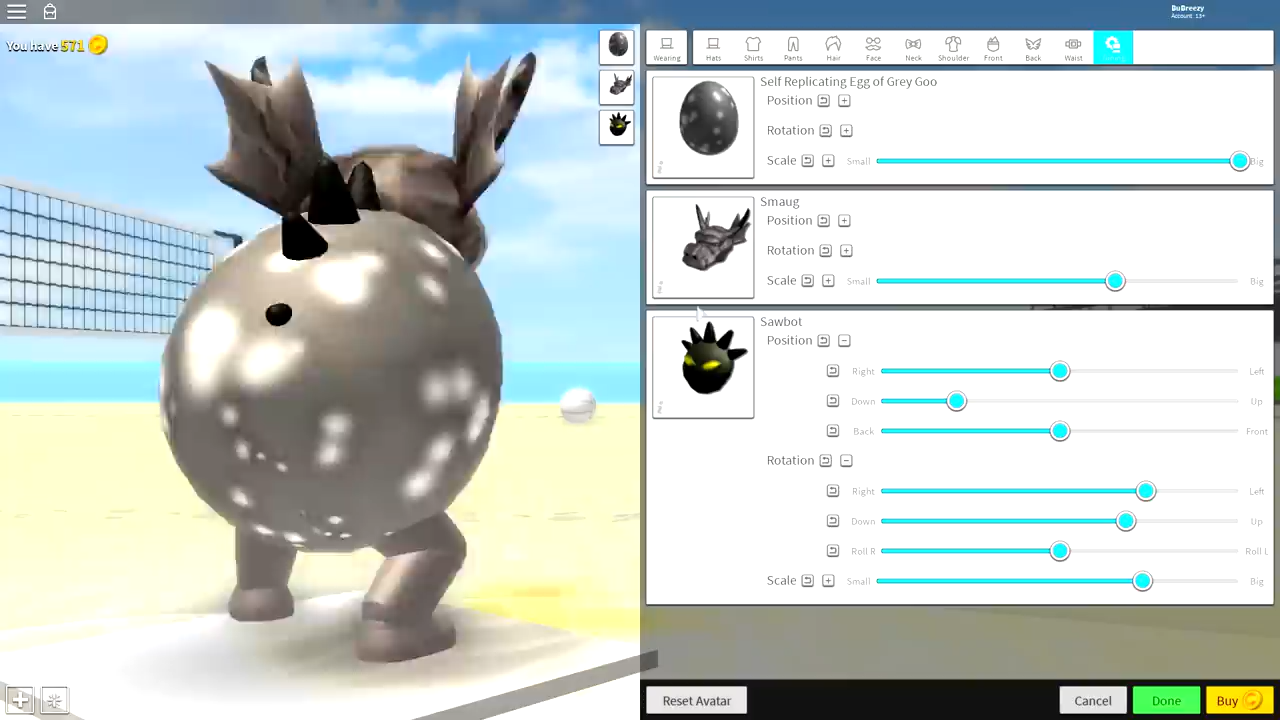 BuBreezy
Account: 13+
You have 571
Wearing
Hats
Shirts
Pants
Hair
Face
Neck
Shoulder
Front
Back
Waist
Self Replicating Egg of Grey Goo
Position
Rotation
Scale
Small
Big
Smaug
Position
Rotation
Scale
Small
Big
Sawbot
Position
Right
Left
Down
Up
Back
Front
Rotation
Right
Left
Down
Up
Roll R
Roll L
Scale
Small
Big
Reset Avatar
Cancel
Done
Buy